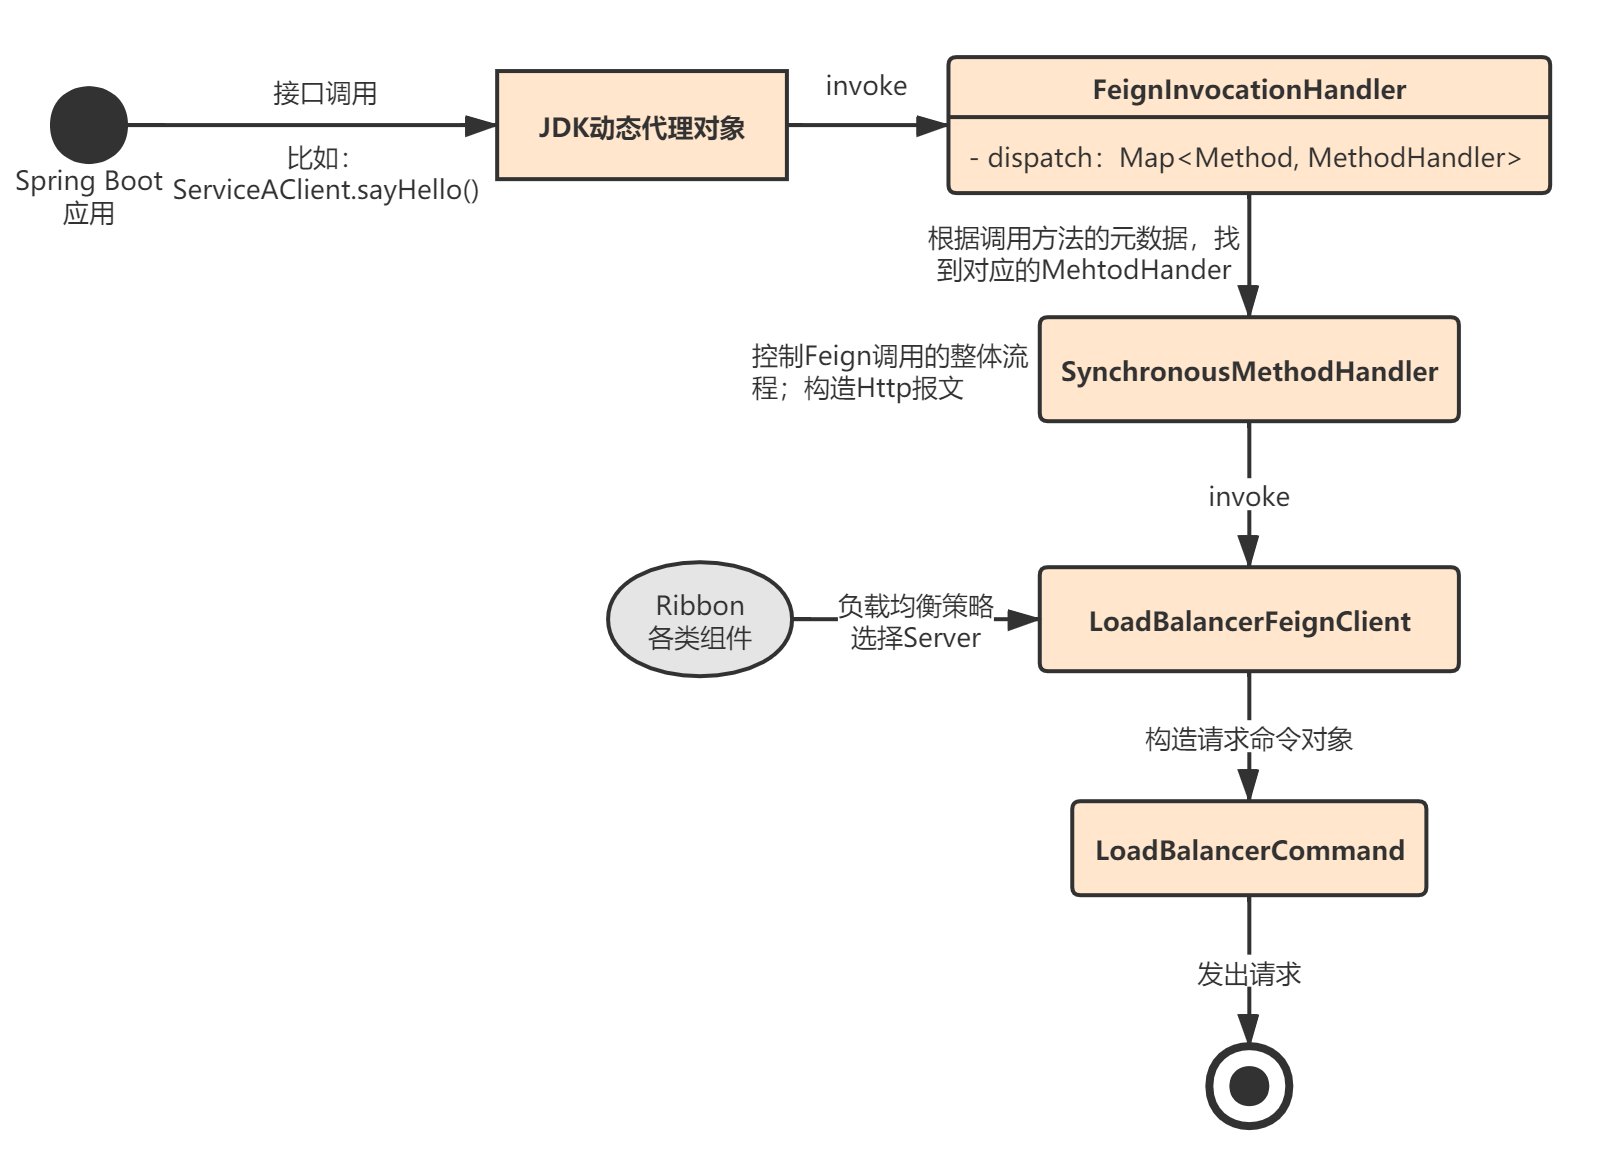 接口调用
比如：
ServiceAClient.sayHello()
Spring Boot
应用
JDK动态代理对象
invoke
FeignInvocationHandler
- dispatch：Map<Method, MethodHandler>
根据调用方法的元数据，找
到对应的MehtodHander
控制Feign调用的整体流
程；构造Http报文
SynchronousMethodHandler
invoke
Ribbon
各类组件
负载均衡策略
选择Server
LoadBalancerFeignClient
构造请求命令对象
LoadBalancerCommand
发出请求